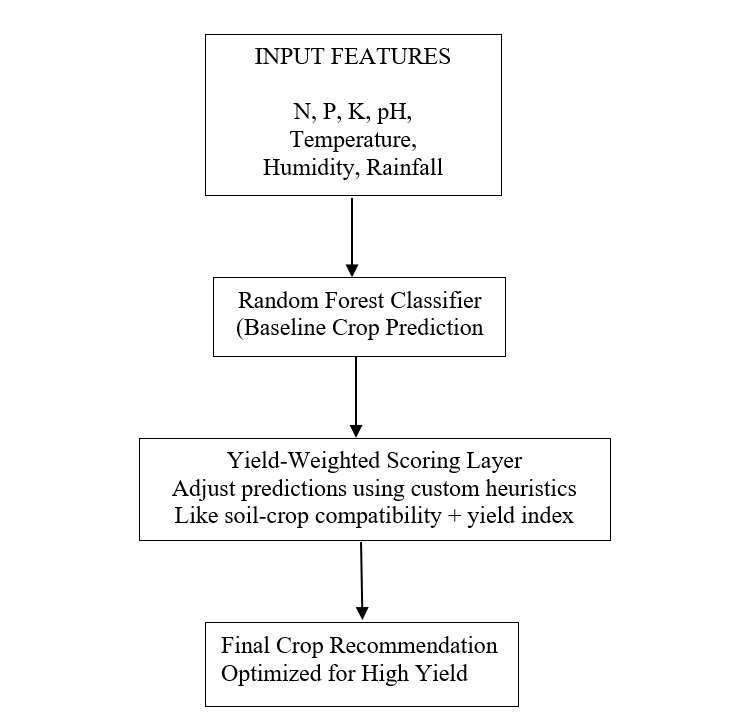 INPUT FEATURES
N, P, K, pH,
Temperature,
Humidity, Rainfall
Random Forest Classifier
(Baseline Crop Prediction
Yield-Weighted Scoring Layer
Adjust predictions using custom heuristics
Like soil-crop compatibility + yield index
Final Crop Recommendation
Optimized for High Yield